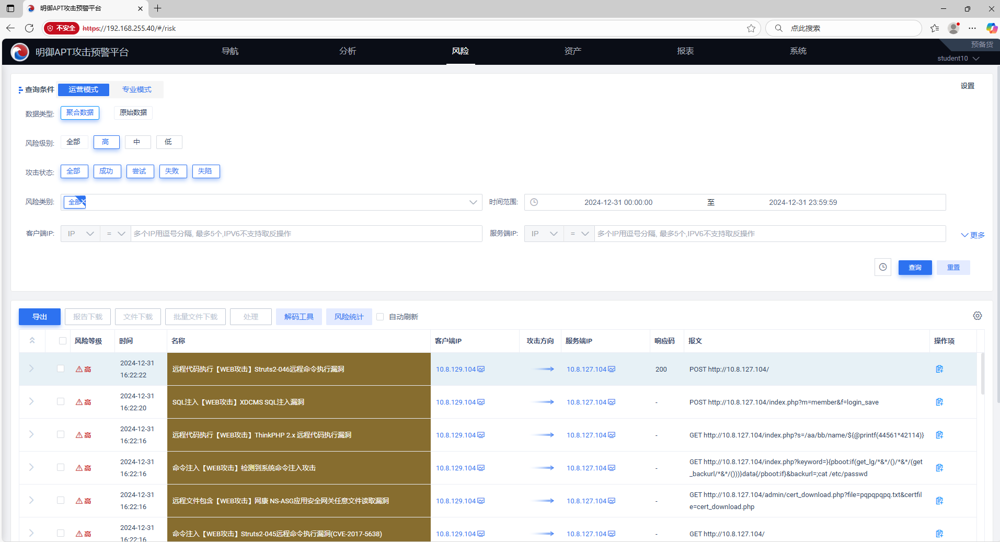 明御APT攻击预警平台
不安全 https://192.168.255.40/#/risk
点此搜索
明御APT攻击预警平台
导航 分析 风险 资产 报表 系统
预备货
student10
查询条件 运营模式 专业模式
设置
数据类型: 聚合数据 原始数据
风险级别: 全部 高 中 低
攻击状态: 全部 成功 尝试 失败 失陷
风险类别: 全部 时间范围: 2024-12-31 00:00:00 至 2024-12-31 23:59:59
客户端IP: IP = 多个IP用逗号分隔, 最多5个,IPV6不支持取反操作 服务端IP: IP = 多个IP用逗号分隔, 最多5个,IPV6不支持取反操作 更多
查询 重置
导出 报告下载 文件下载 批量文件下载 处理 解码工具 风险统计 自动刷新
风险等级 时间 名称 客户端IP 攻击方向 服务端IP 响应码 报文 操作项
高 2024-12-31 16:22:22 远程代码执行【WEB攻击】Struts2-046远程命令执行漏洞 10.8.129.104 10.8.127.104 200 POST http://10.8.127.104/
高 2024-12-31 16:22:20 SQL注入【WEB攻击】XDCMS SQL注入漏洞 10.8.129.104 10.8.127.104 - POST http://10.8.127.104/index.php?m=member&f=login_save
高 2024-12-31 16:22:16 远程代码执行【WEB攻击】ThinkPHP 2.x 远程代码执行漏洞 10.8.129.104 10.8.127.104 - GET http://10.8.127.104/index.php?s=/aa/bb/name/${@printf(44561*42114)}
高 2024-12-31 16:22:16 命令注入【WEB攻击】检测到系统命令注入攻击 10.8.129.104 10.8.127.104 - GET http://10.8.127.104/index.php?keyword=}{pboot:if(get_lg/*&*/()/*&*/(get
_backurl/*&*/()))}data{/pboot:if}&backurl=;cat /etc/passwd
高 2024-12-31 16:22:16 远程文件包含【WEB攻击】网康 NS-ASG应用安全网关任意文件读取漏洞 10.8.129.104 10.8.127.104 - GET http://10.8.127.104/admin/cert_download.php?file=pqpqpqpq.txt&certfil
e=cert_download.php
高 2024-12-31 16:22:16 命令注入【WEB攻击】Struts2-045远程命令执行漏洞(CVE-2017-5638) 10.8.129.104 10.8.127.104 - GET http://10.8.127.104/